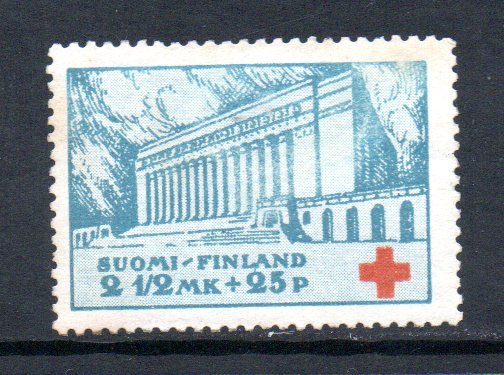 SUOMI-FINLAND
2 1/2 MK + 25 P